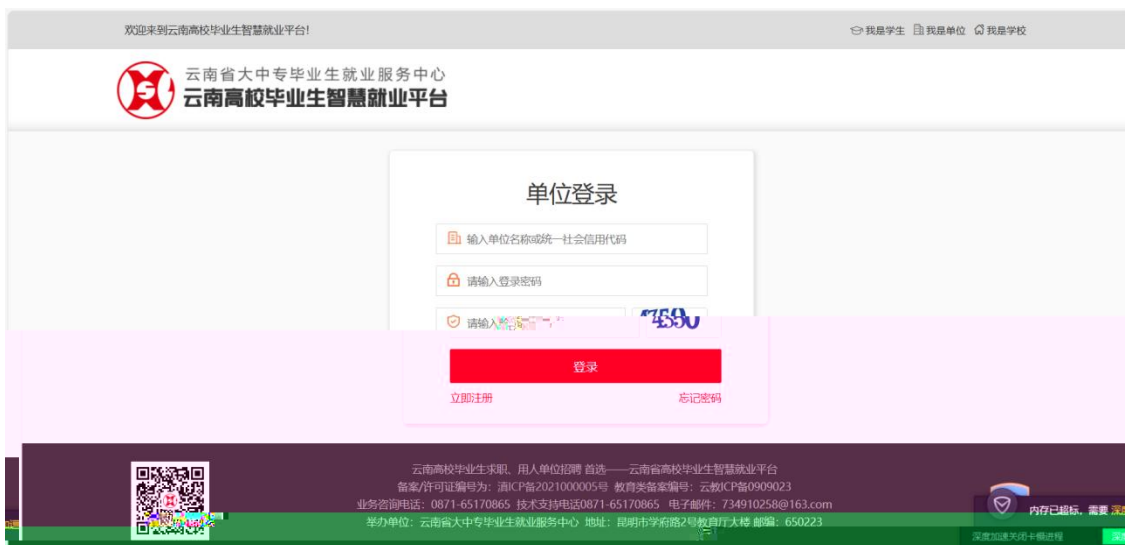 欢迎来到云南高校毕业生智慧就业平台!
我是学生 我是单位 我是学校
云南省大中专毕业生就业服务中心
云南高校毕业生智慧就业平台
单位登录
输入单位名称或统一社会信用代码
请输入登录密码
请输入
登录
立即注册 忘记密码
云南高校毕业生求职、用人单位招聘 首选——云南省高校毕业生智慧就业平台
备案/许可证编号为：滇ICP备2021000005号 教育类备案编号：云教ICP备0909023
业务咨询电话：0871-65170865 技术支持电话0871-65170865 电子邮件：734910258@163.com
举办单位：云南省大中专毕业生就业服务中心 地址：昆明市学府路2号教育厅大楼 邮编：650223
内存已超标，需要
深度加速关闭卡慢进程